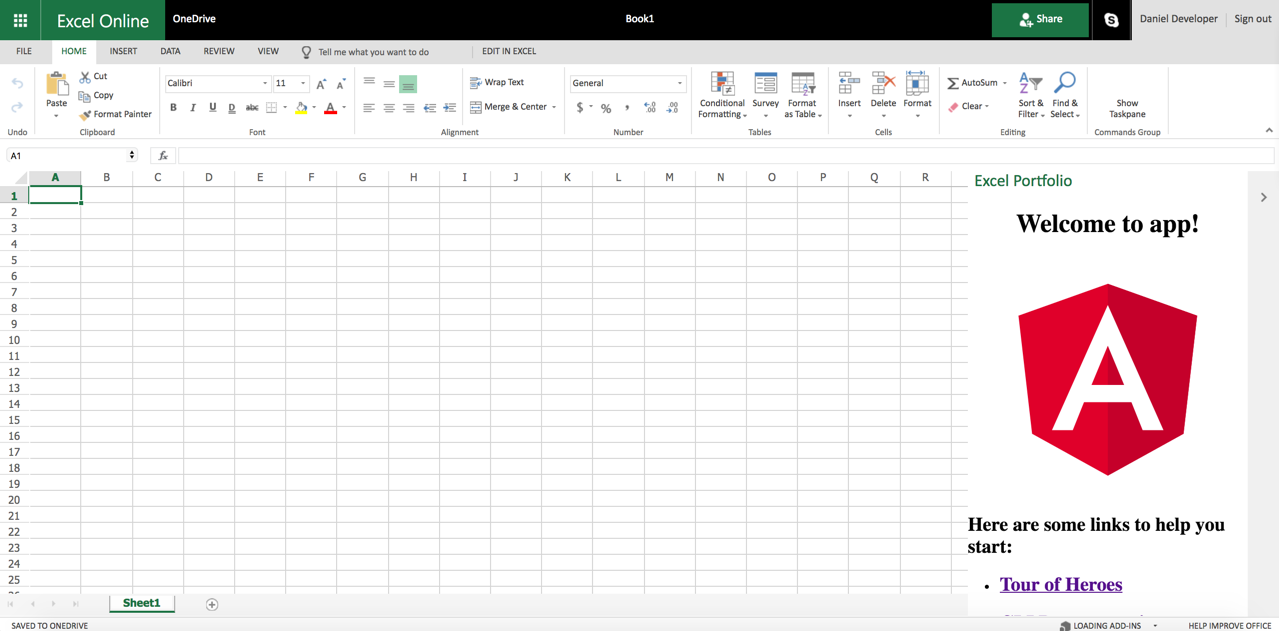 Excel Online
OneDrive
Book1
Share
Daniel Developer
Sign out
FILE
HOME
INSERT
DATA
REVIEW
VIEW
Tell me what you want to do
EDIT IN EXCEL
Undo
Paste
Cut
Copy
Format Painter
Clipboard
Calibri
11
B I U D abc
A
Font
Wrap Text
Merge & Center
Alignment
General
$ % ,
Number
Conditional
Formatting
Survey
Format
as Table
Tables
Insert
Delete
Format
Cells
AutoSum
Clear
Sort &
Filter
Find &
Select
Editing
Show
Taskpane
Commands Group
A1
fx
A B C D E F G H I J K L M N O P Q R
1
2
3
4
5
6
7
8
9
10
11
12
13
14
15
16
17
18
19
20
21
22
23
24
25
Excel Portfolio
Welcome to app!
A
Here are some links to help you
start:
Tour of Heroes
Sheet1
SAVED TO ONEDRIVE
LOADING ADD-INS
HELP IMPROVE OFFICE